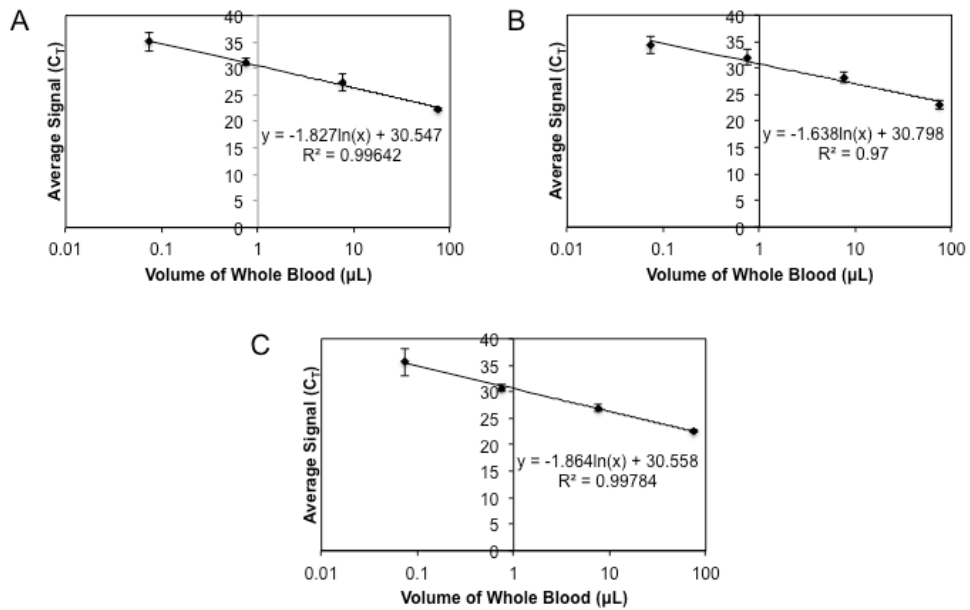 A
Average Signal (C_T)
40
35
30
25
20
15
10
5
0
y = -1.827ln(x) + 30.547
R² = 0.99642
0.01 0.1 1 10 100
Volume of Whole Blood (µL)
B
Average Signal (C_T)
40
35
30
25
20
15
10
5
0
y = -1.638ln(x) + 30.798
R² = 0.97
0.01 0.1 1 10 100
Volume of Whole Blood (µL)
C
Average Signal (C_T)
40
35
30
25
20
15
10
5
0
y = -1.864ln(x) + 30.558
R² = 0.99784
0.01 0.1 1 10 100
Volume of Whole Blood (µL)